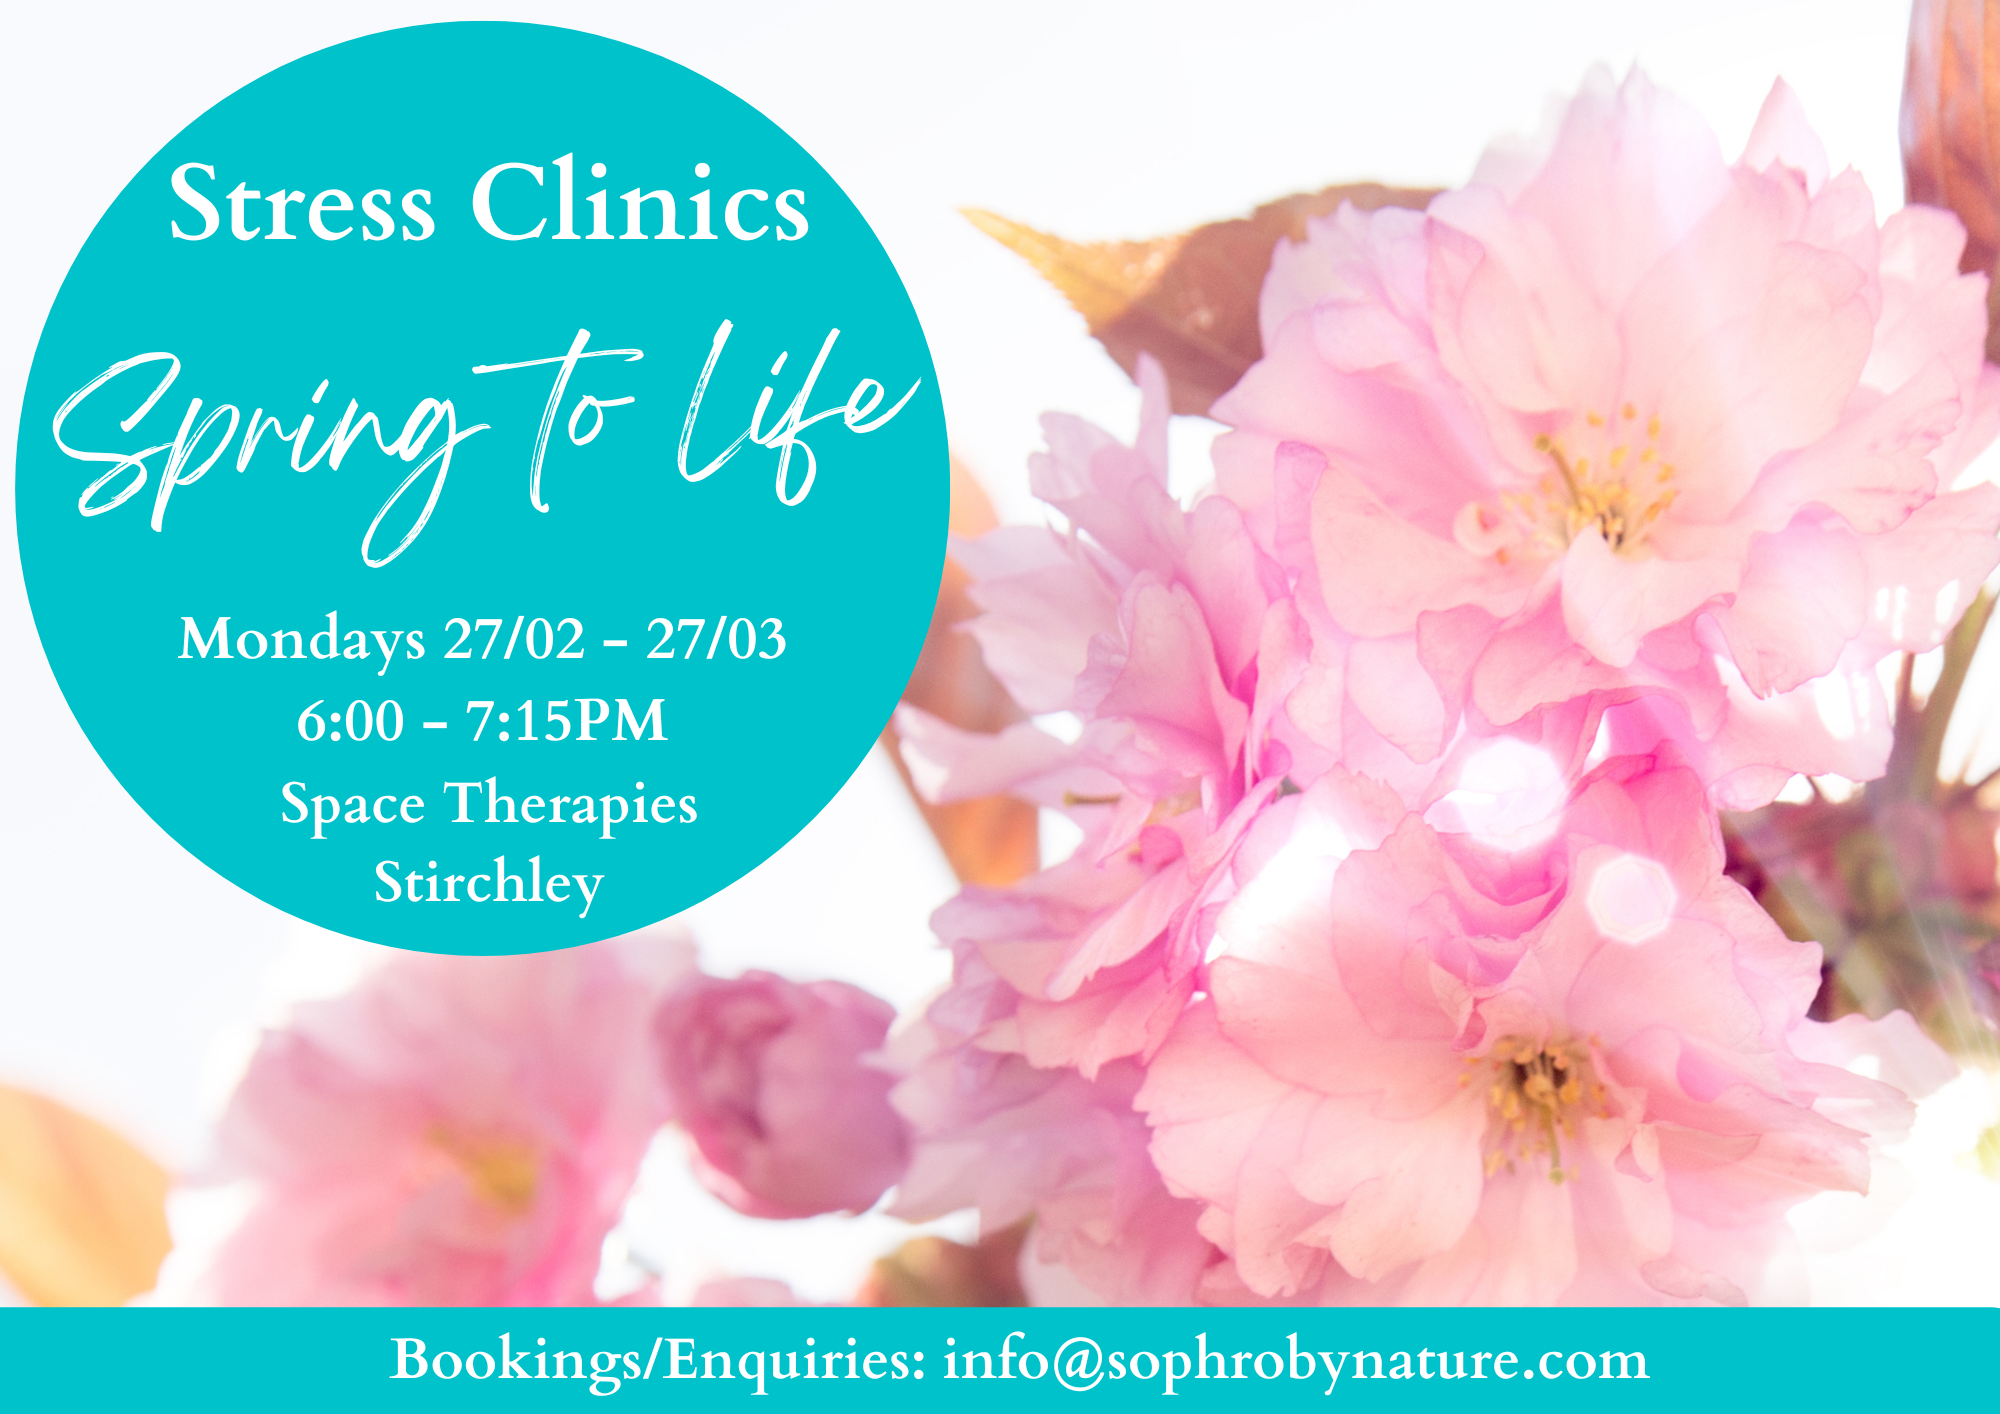 Stress Clinics
Spring to Life
Mondays 27/02 - 27/03
6:00 - 7:15PM
Space Therapies
Stirchley
Bookings/Enquiries: info@sophrobynature.com